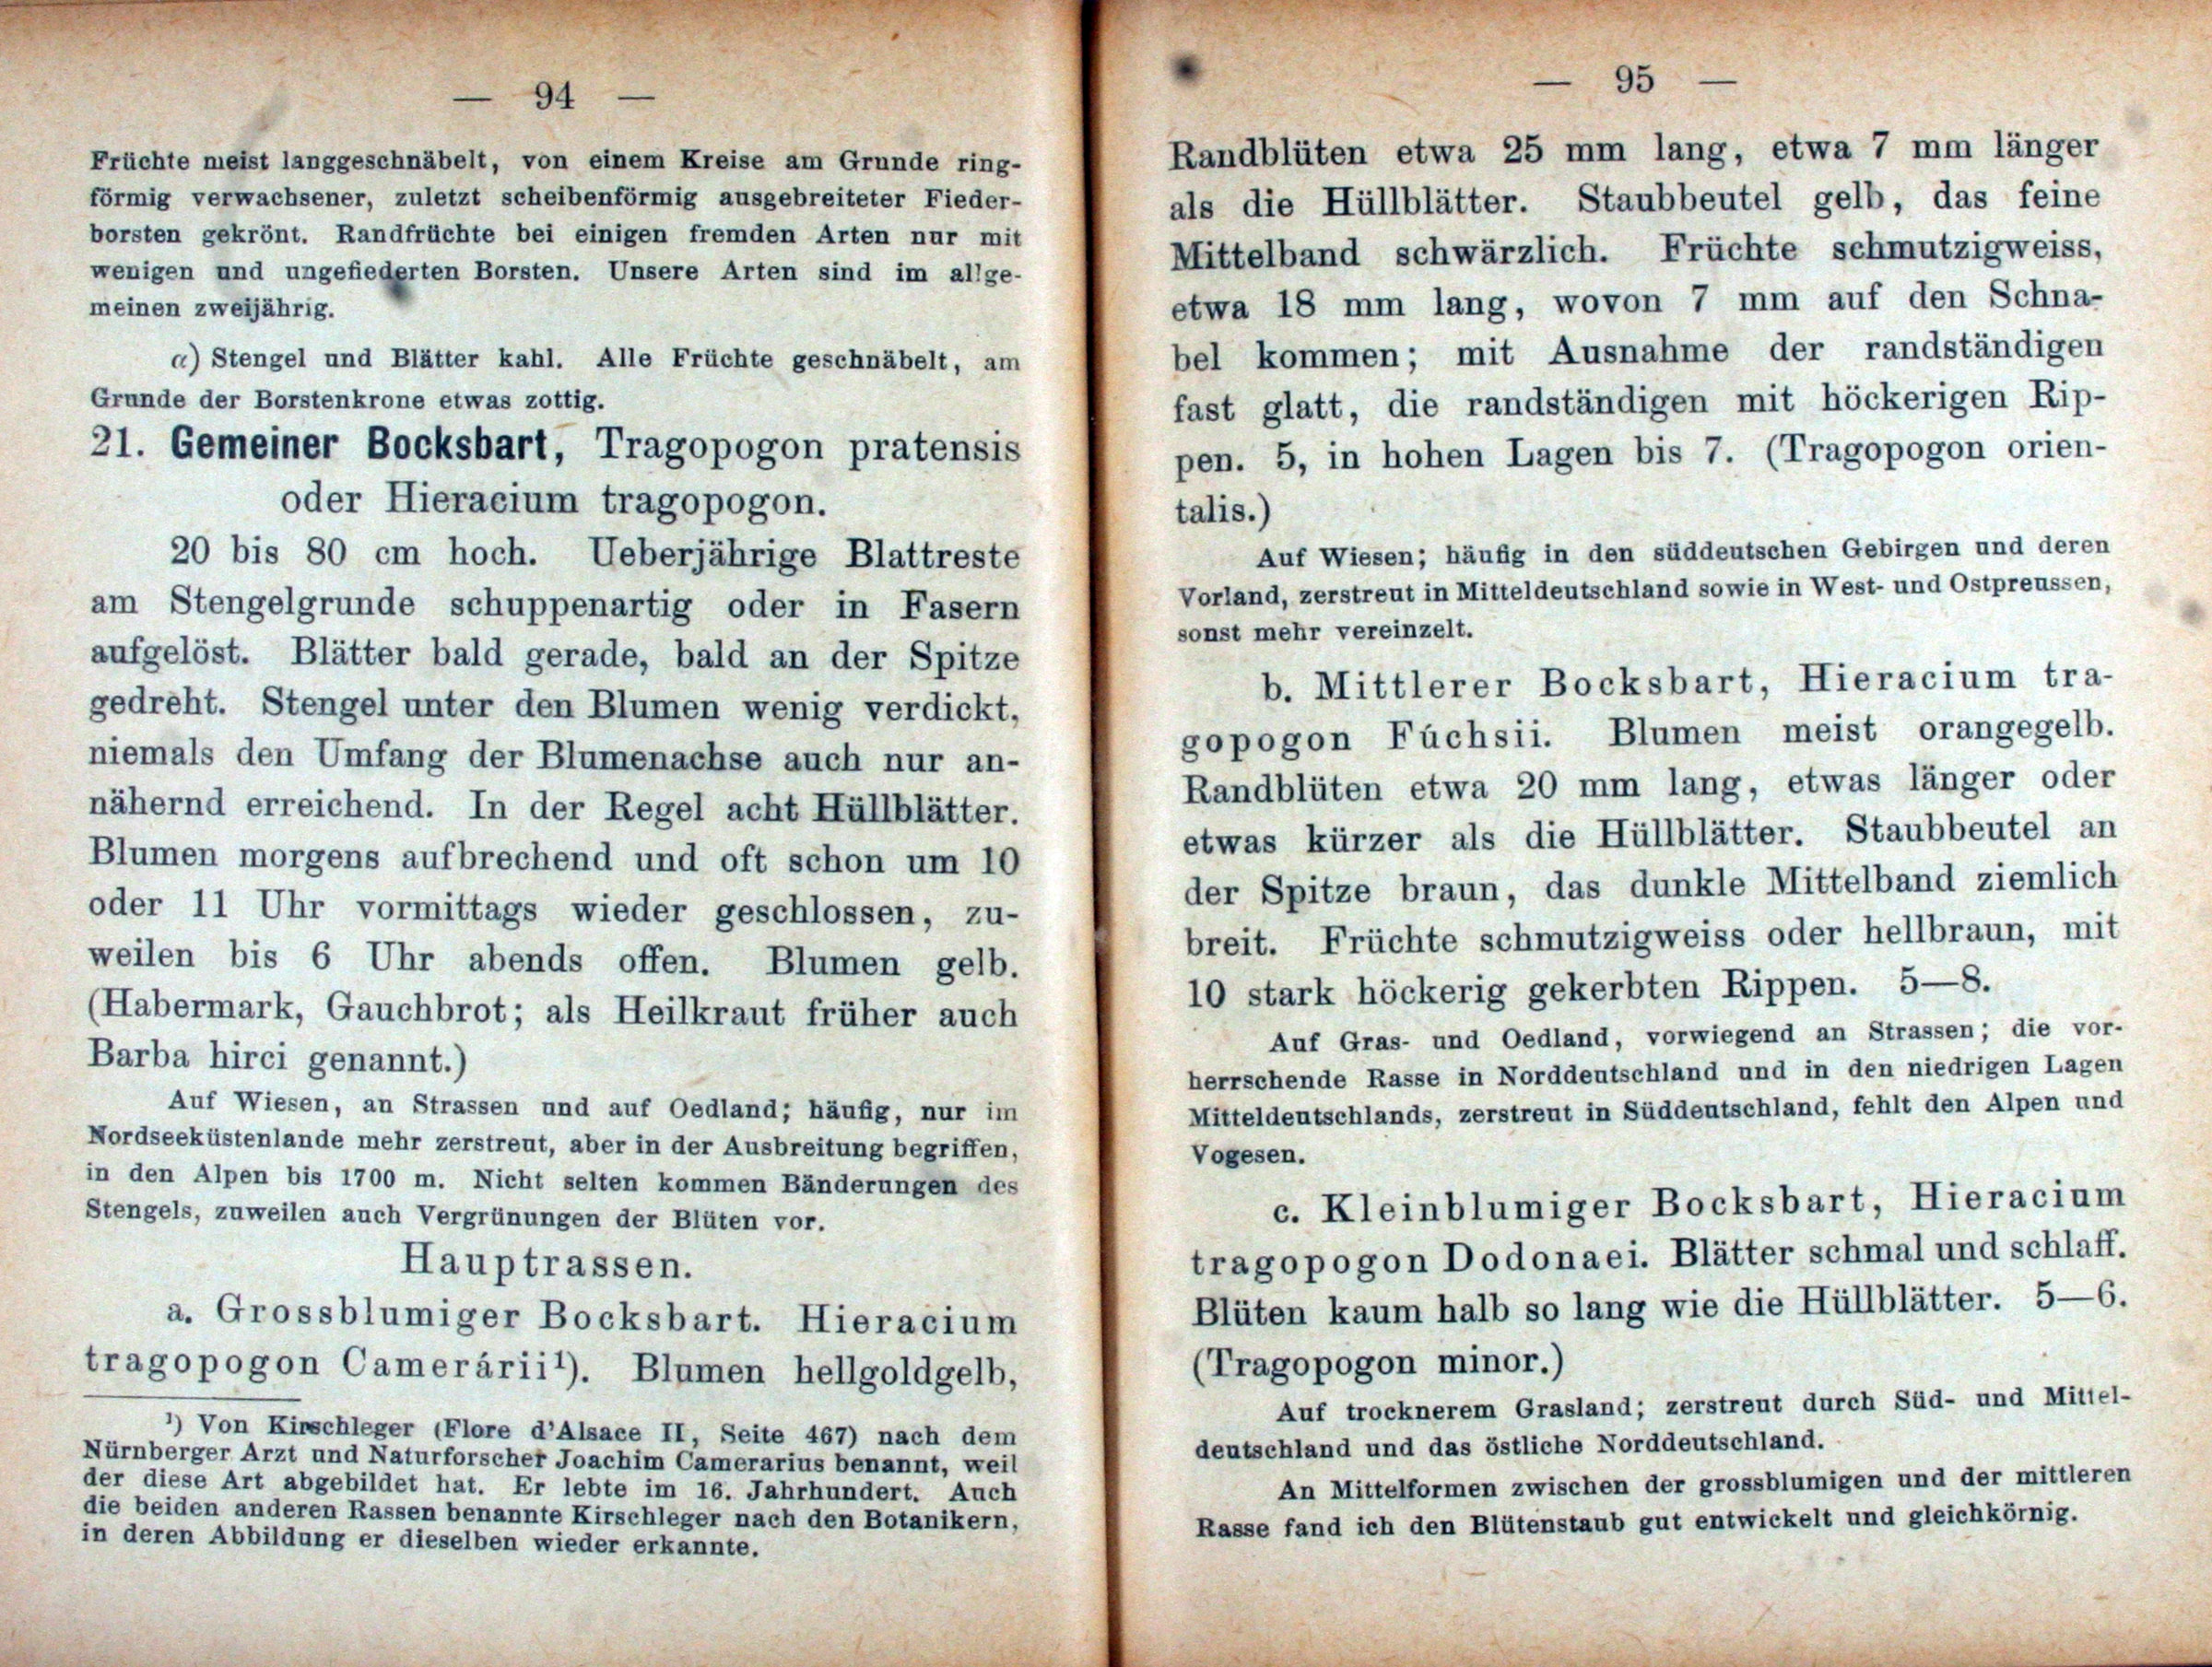 — 94 —
Früchte meist langgeschnäbelt, von einem Kreise am Grunde ring-
förmig verwachsener, zuletzt scheibenförmig ausgebreiteter Fieder-
borsten gekrönt. Randfrüchte bei einigen fremden Arten nur mit
wenigen und ungefiederten Borsten. Unsere Arten sind im allge-
meinen zweijährig.
α) Stengel und Blätter kahl. Alle Früchte geschnäbelt, am
Grunde der Borstenkrone etwas zottig.
21. Gemeiner Bocksbart, Tragopogon pratensis
oder Hieracium tragopogon.
20 bis 80 cm hoch. Ueberjährige Blattreste
am Stengelgrunde schuppenartig oder in Fasern
aufgelöst. Blätter bald gerade, bald an der Spitze
gedreht. Stengel unter den Blumen wenig verdickt,
niemals den Umfang der Blumenachse auch nur an-
nähernd erreichend. In der Regel acht Hüllblätter.
Blumen morgens aufbrechend und oft schon um 10
oder 11 Uhr vormittags wieder geschlossen, zu-
weilen bis 6 Uhr abends offen. Blumen gelb.
(Habermark, Gauchbrot; als Heilkraut früher auch
Barba hirci genannt.)
Auf Wiesen, an Strassen und auf Oedland; häufig, nur im
Nordseeküstenlande mehr zerstreut, aber in der Ausbreitung begriffen,
in den Alpen bis 1700 m. Nicht selten kommen Bänderungen des
Stengels, zuweilen auch Vergrünungen der Blüten vor.
Hauptrassen.
a. Grossblumiger Bocksbart. Hieracium
tragopogon Camerárii¹). Blumen hellgoldgelb,
¹) Von Kirschleger (Flore d'Alsace II, Seite 467) nach dem
Nürnberger Arzt und Naturforscher Joachim Camerarius benannt, weil
der diese Art abgebildet hat. Er lebte im 16. Jahrhundert. Auch
die beiden anderen Rassen benannte Kirschleger nach den Botanikern,
in deren Abbildung er dieselben wieder erkannte.
— 95 —
Randblüten etwa 25 mm lang, etwa 7 mm länger
als die Hüllblätter. Staubbeutel gelb, das feine
Mittelband schwärzlich. Früchte schmutzigweiss,
etwa 18 mm lang, wovon 7 mm auf den Schna-
bel kommen; mit Ausnahme der randständigen
fast glatt, die randständigen mit höckerigen Rip-
pen. 5, in hohen Lagen bis 7. (Tragopogon orien-
talis.)
Auf Wiesen; häufig in den süddeutschen Gebirgen und deren
Vorland, zerstreut in Mitteldeutschland sowie in West- und Ostpreussen,
sonst mehr vereinzelt.
b. Mittlerer Bocksbart, Hieracium tra-
gopogon Fúchsii. Blumen meist orangegelb.
Randblüten etwa 20 mm lang, etwas länger oder
etwas kürzer als die Hüllblätter. Staubbeutel an
der Spitze braun, das dunkle Mittelband ziemlich
breit. Früchte schmutzigweiss oder hellbraun, mit
10 stark höckerig gekerbten Rippen. 5—8.
Auf Gras- und Oedland, vorwiegend an Strassen; die vor-
herrschende Rasse in Norddeutschland und in den niedrigen Lagen
Mitteldeutschlands, zerstreut in Süddeutschland, fehlt den Alpen und
Vogesen.
c. Kleinblumiger Bocksbart, Hieracium
tragopogon Dodonaei. Blätter schmal und schlaff.
Blüten kaum halb so lang wie die Hüllblätter. 5—6.
(Tragopogon minor.)
Auf trocknerem Grasland; zerstreut durch Süd- und Mittel-
deutschland und das östliche Norddeutschland.
An Mittelformen zwischen der grossblumigen und der mittleren
Rasse fand ich den Blütenstaub gut entwickelt und gleichkörnig.